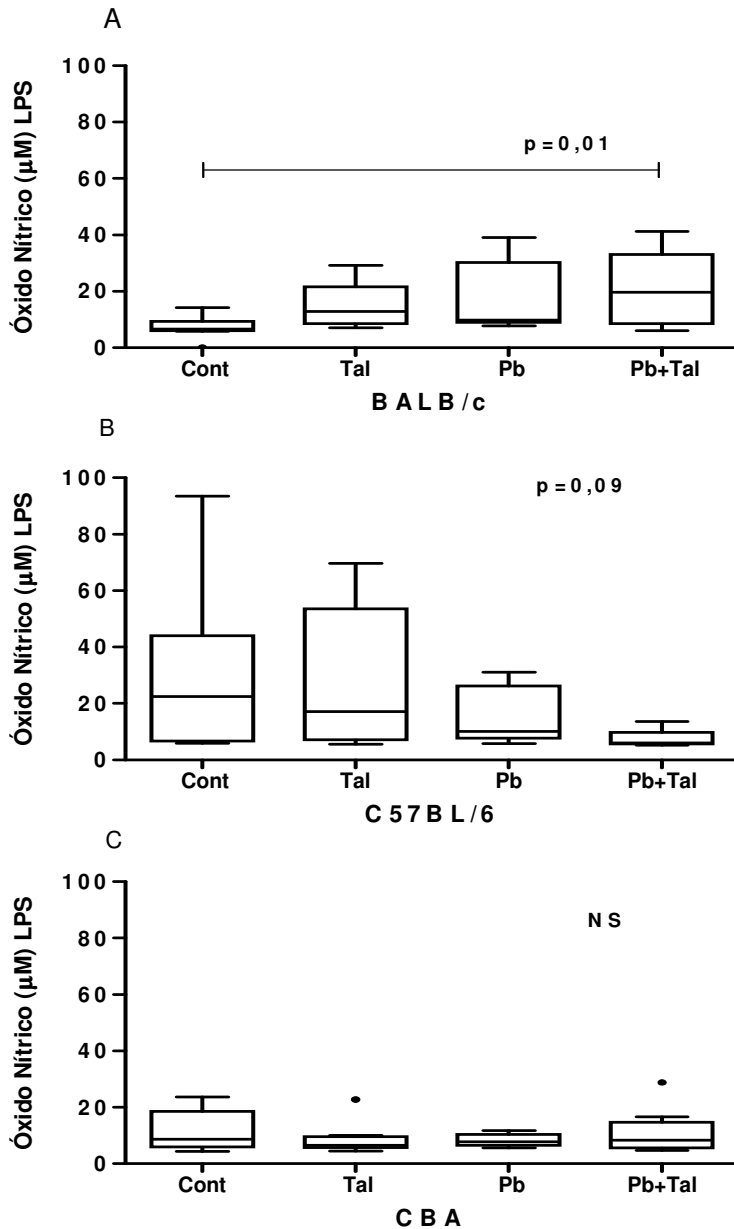 A
Óxido Nítrico (μM) LPS
100
80
60
40
20
0
p=0,01
Cont Tal Pb Pb+Tal
BALB/c
B
Óxido Nítrico (μM) LPS
100
80
60
40
20
0
p=0,09
Cont Tal Pb Pb+Tal
C57BL/6
C
Óxido Nítrico (μM) LPS
100
80
60
40
20
0
NS
Cont Tal Pb Pb+Tal
CBA